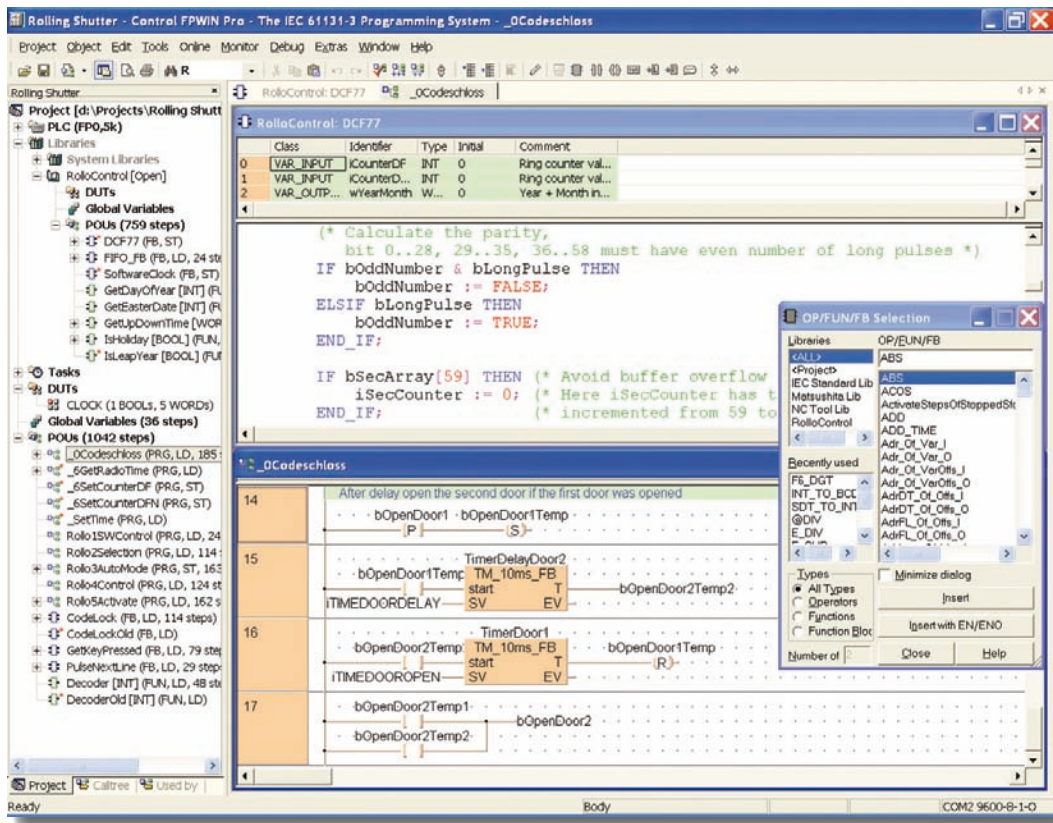 Rolling Shutter - Control FPWIN Pro - The IEC 61131-3 Programming System - _0Codeschloss
Project Object Edit Tools Online Monitor Debug Extras Window Help
R
Rolling Shutter
RolloControl: DCF77 _0Codeschloss
Project [d:\Projects\Rolling Shutt
PLC (FP0,5k)
Libraries
System Libraries
RolloControl [Open]
DUTs
Global Variables
POUs (759 steps)
DCF77 (FB, ST)
FIFO_FB (FB, LD, 24 ste
SoftwareClock (FB, ST)
GetDayOfYear [INT] (FU
GetEasterDate [INT] (FU
GetUpDownTime [WOR
IsHoliday [BOOL] (FUN,
IsLeapYear [BOOL] (FUN
Tasks
DUTs
CLOCK (1 BOOLs, 5 WORDs)
Global Variables (36 steps)
POUs (1042 steps)
_0Codeschloss (PRG, LD, 185
_6GetRadioTime (PRG, LD)
_6SetCounterDF (PRG, ST)
_6SetCounterDFN (PRG, ST)
_SetTime (PRG, LD)
Rolo1SWControl (PRG, LD, 24
Rolo2Selection (PRG, LD, 114
Rolo3AutoMode (PRG, ST, 163
Rolo4Control (PRG, LD, 124 st
Rolo5Activate (PRG, LD, 162 s
CodeLock (FB, LD, 114 steps)
CodeLockOld (FB, LD)
GetKeyPressed (FB, LD, 79 step
PulseNextLine (FB, LD, 29 step
Decoder [INT] (FUN, LD, 48 ste
DecoderOld [INT] (FUN, LD)
Project Calltree Used by
RolloControl: DCF77
Class Identifier Type Initial Comment
0 VAR_INPUT iCounterDF INT 0 Ring counter val...
1 VAR_INPUT iCounterD... INT 0 Ring counter val...
2 VAR_OUTP... wYearMonth W... 0 Year + Month in...
(* Calculate the parity,
bit 0..28, 29..35, 36..58 must have even number of long pulses *)
IF bOddNumber & bLongPulse THEN
bOddNumber := FALSE;
ELSIF bLongPulse THEN
bOddNumber := TRUE;
END_IF;
IF bSecArray[59] THEN (* Avoid buffer overflow
iSecCounter := 0; (* Here iSecCounter has t
END_IF; (* incremented from 59 to
_0Codeschloss
14 After delay open the second door if the first door was opened
bOpenDoor1 bOpenDoor1Temp
P S
15 TimerDelayDoor2
bOpenDoor1Temp TM_10ms_FB
start T bOpenDoor2Temp2
iTIMEDOORDELAY SV EV
16 TimerDoor1
bOpenDoor2Temp TM_10ms_FB bOpenDoor1Temp
start T R
iTIMEDOOROPEN SV EV
17 bOpenDoor2Temp1
bOpenDoor2
bOpenDoor2Temp2
OP/FUN/FB Selection
Libraries OP/FUN/FB
<ALL>
<Project>
IEC Standard Lib
Matsushita Lib
NC Tool Lib
RolloControl
ABS
ABS
ACOS
ActivateStepsOfStoppedSfc
ADD
ADD_TIME
Adr_Of_Var_I
Adr_Of_Var_O
Adr_Of_VarOffs_I
Adr_Of_VarOffs_O
AdrDT_Of_Offs_I
AdrDT_Of_Offs_O
AdrFL_Of_Offs_I
AdrFL_Of_Offs_O
Recently used
F6_DGT
INT_TO_BCD
SDT_TO_INT
@DIV
E_DIV
Types
All Types
Operators
Functions
Function Bloc
Number of 2
Minimize dialog
Insert
Insert with EN/ENO
Close Help
Ready Body COM2 9600-8-1-O